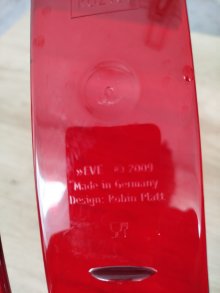 »EVE © 2009
Made in Germany
Design: Robin Platt